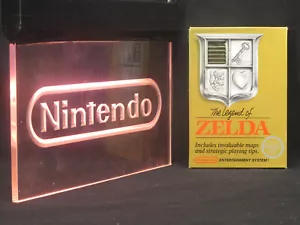 Nintendo
The Legend of
ZELDA
Includes invaluable maps
and strategic playing tips.
ENTERTAINMENT SYSTEM